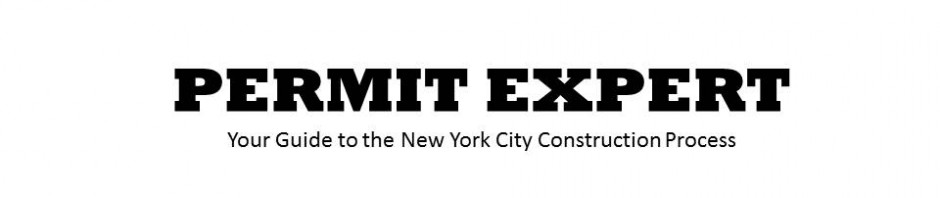 PERMIT EXPERT
Your Guide to the New York City Construction Process